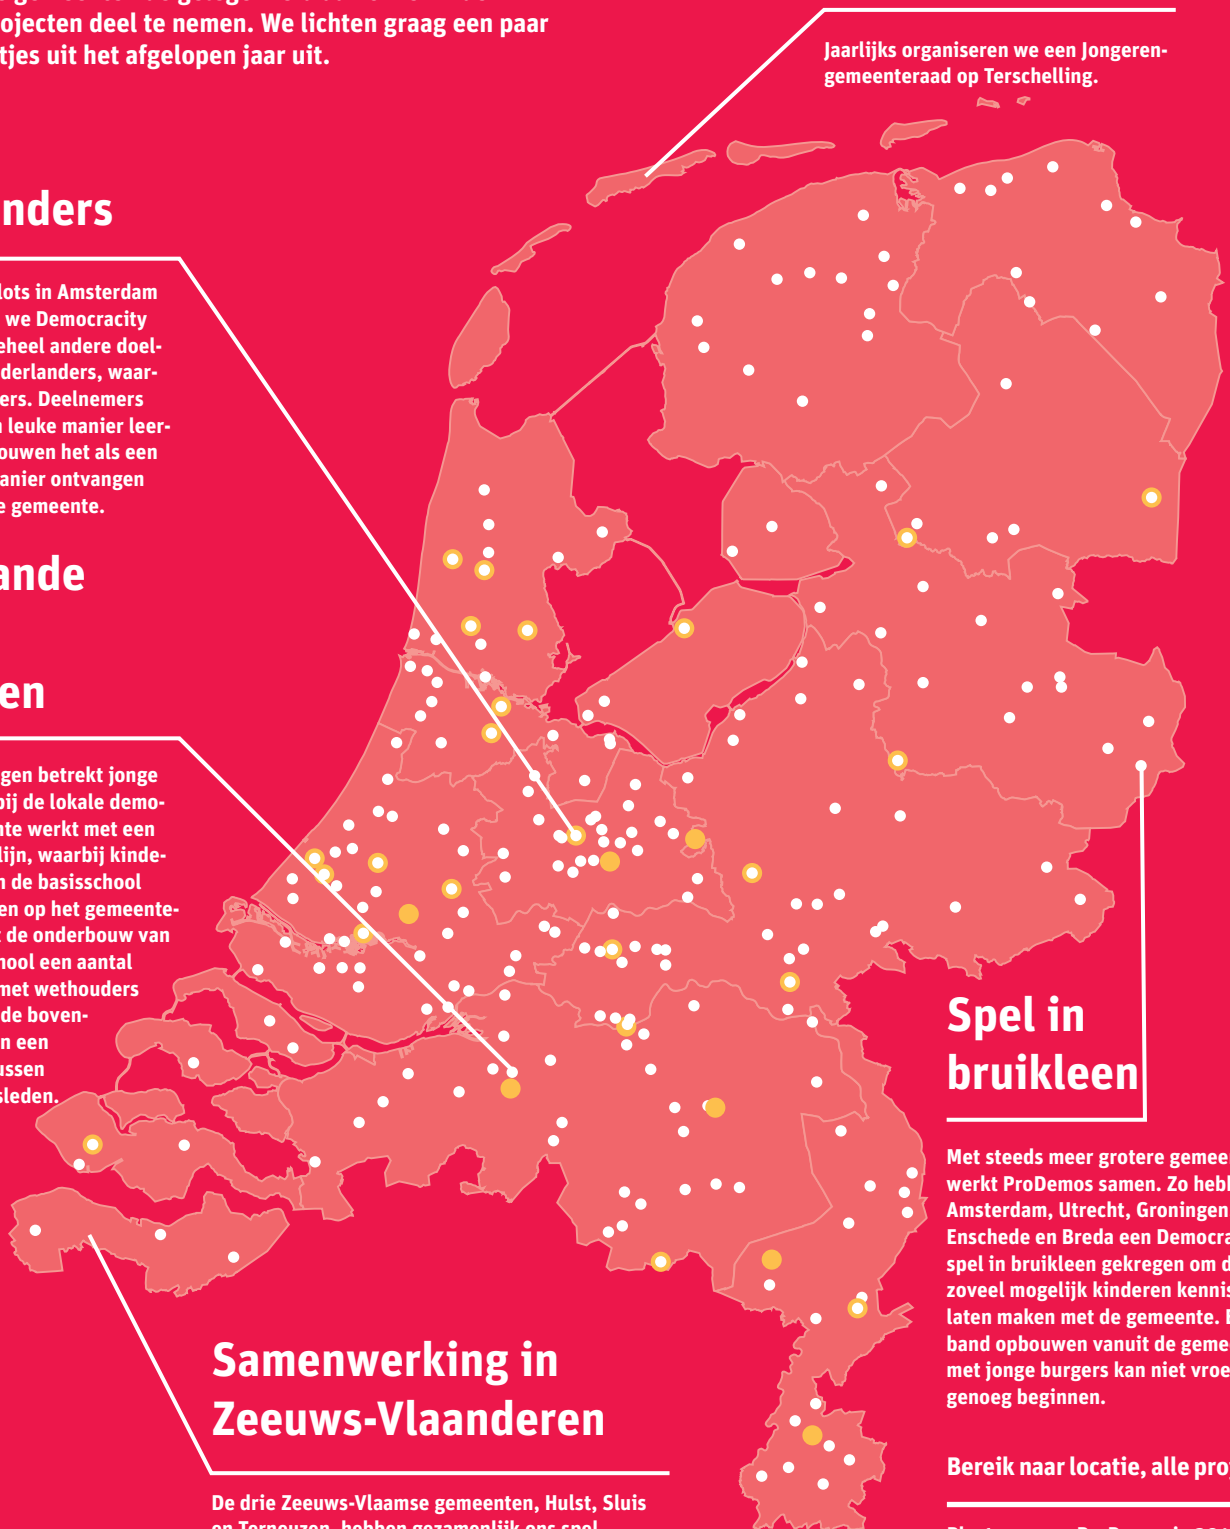 ojecten deel te nemen. We lichten graag een paar
tjes uit het afgelopen jaar uit.
Jaarlijks organiseren we een Jongeren-
gemeenteraad op Terschelling.
nders
lots in Amsterdam
we Democracity
eheel andere doel-
derlanders, waar-
ers. Deelnemers
n leuke manier leer-
ouwen het als een
anier ontvangen
e gemeente.
ande
en
gen betrekt jonge
bij de lokale demo-
nte werkt met een
lijn, waarbij kinde-
n de basisschool
en op het gemeente-
t de onderbouw van
hool een aantal
met wethouders
de boven-
n een
ussen
sleden.
Spel in
bruikleen
Met steeds meer grotere gemee
werkt ProDemos samen. Zo hebb
Amsterdam, Utrecht, Groningen
Enschede en Breda een Democra
spel in bruikleen gekregen om d
zoveel mogelijk kinderen kennis
laten maken met de gemeente. E
band opbouwen vanuit de geme
met jonge burgers kan niet vroe
genoeg beginnen.
Bereik naar locatie, alle pro
Samenwerking in
Zeeuws-Vlaanderen
De drie Zeeuws-Vlaamse gemeenten, Hulst, Sluis
en Terneuzen, hebben gezamenlijk ons spel